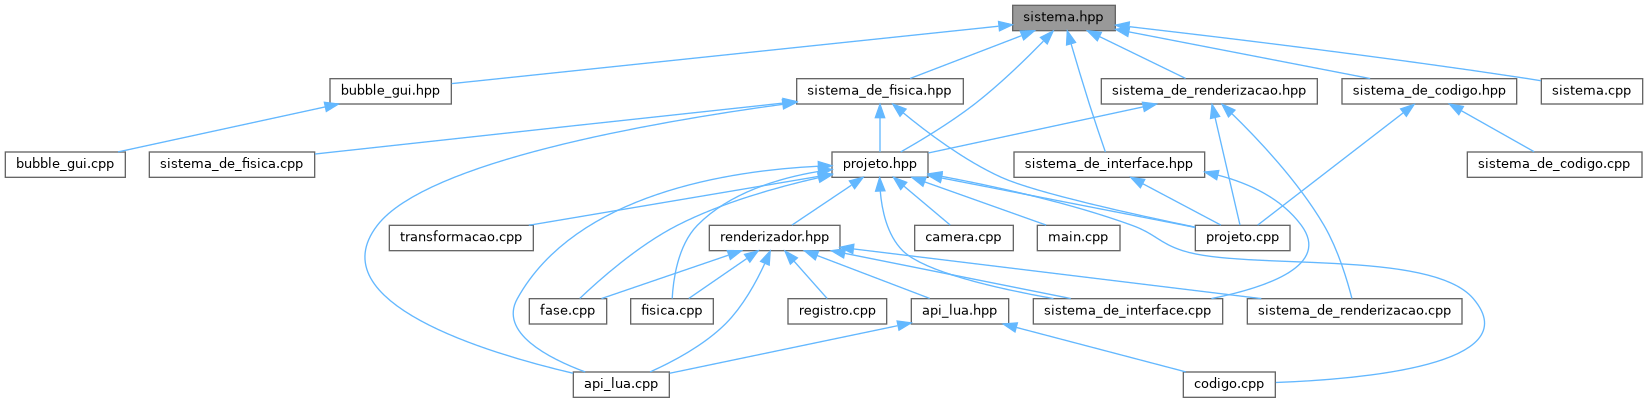 sistema.hpp
bubble_gui.hpp
sistema_de_fisica.hpp
sistema_de_renderizacao.hpp
sistema_de_codigo.hpp
sistema.cpp
bubble_gui.cpp
sistema_de_fisica.cpp
projeto.hpp
sistema_de_interface.hpp
sistema_de_codigo.cpp
transformacao.cpp
renderizador.hpp
camera.cpp
main.cpp
projeto.cpp
fase.cpp
fisica.cpp
registro.cpp
api_lua.hpp
sistema_de_interface.cpp
sistema_de_renderizacao.cpp
api_lua.cpp
codigo.cpp